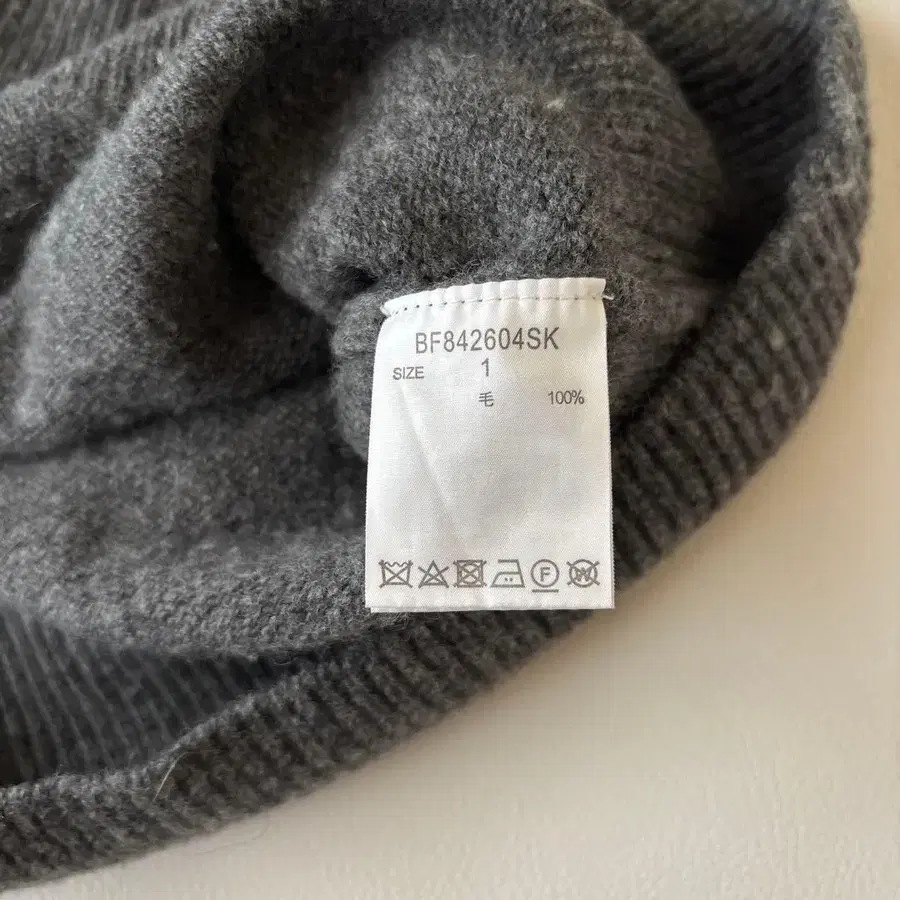 BF842604SK
SIZE 1
毛 100%
F W